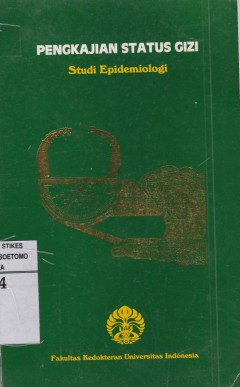 PENGKAJIAN STATUS GIZI
Studi Epidemiologi
STIKES
SOETOMO
A
4
Fakultas Kedokteran Universitas Indonesia